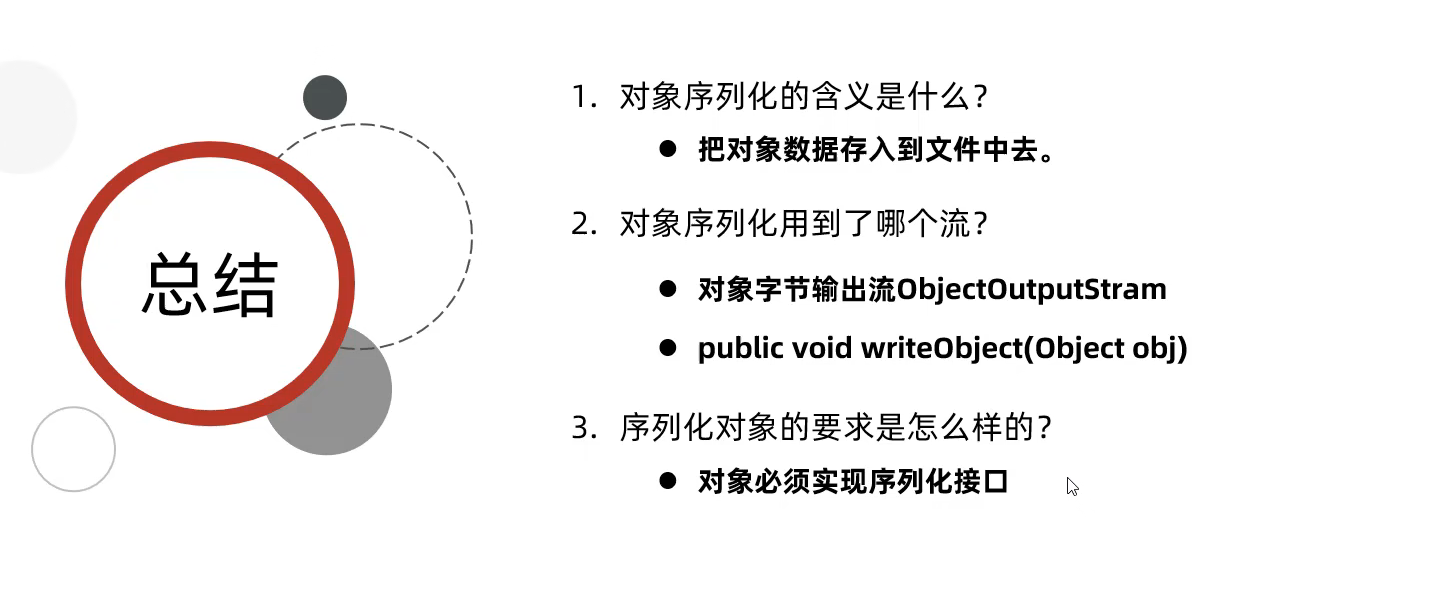 总结
1. 对象序列化的含义是什么？
● 把对象数据存入到文件中去。
2. 对象序列化用到了哪个流？
● 对象字节输出流ObjectOutputStram
● public void writeObject(Object obj)
3. 序列化对象的要求是怎么样的？
● 对象必须实现序列化接口